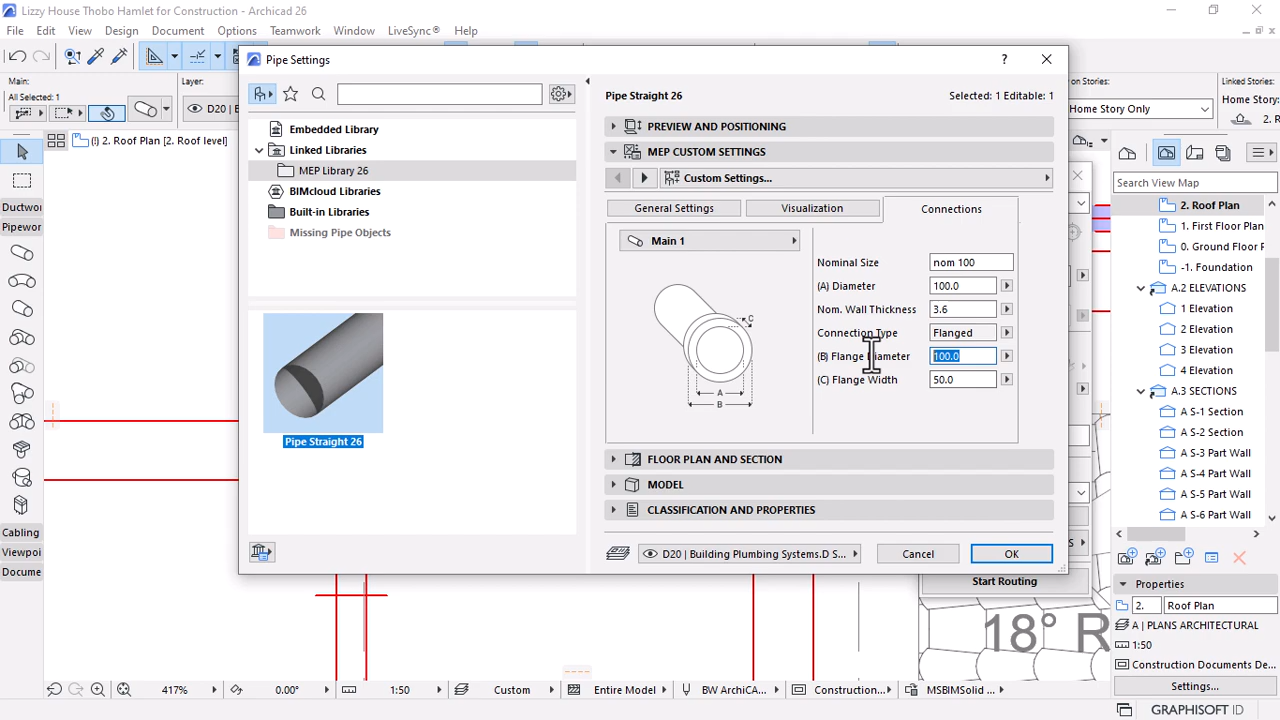 Lizzy House Thobo Hamlet for Construction - Archicad 26
File Edit View Design Document Options Teamwork Window LiveSync® Help
Main:
All Selected: 1
Layer:
D20 | B
(!) 2. Roof Plan [2. Roof level]
Ductwo
Pipewor
Cabling
Viewpoi
Docume
Pipe Settings
?
Embedded Library
Linked Libraries
MEP Library 26
BIMcloud Libraries
Built-in Libraries
Missing Pipe Objects
Pipe Straight 26
Pipe Straight 26
Selected: 1 Editable: 1
PREVIEW AND POSITIONING
MEP CUSTOM SETTINGS
Custom Settings...
General Settings
Visualization
Connections
Main 1
C
A
B
Nominal Size nom 100
(A) Diameter 100.0
Nom. Wall Thickness 3.6
Connection Type Flanged
(B) Flange Diameter 100.0
(C) Flange Width 50.0
FLOOR PLAN AND SECTION
MODEL
CLASSIFICATION AND PROPERTIES
D20 | Building Plumbing Systems.D S...
Cancel
OK
Start Routing
18° R
on Stories:
Home Story Only
Linked Stories:
Home Story:
2. R
Search View Map
2. Roof Plan
1. First Floor Plan
0. Ground Floor F
-1. Foundation
A.2 ELEVATIONS
1 Elevation
2 Elevation
3 Elevation
4 Elevation
A.3 SECTIONS
A S-1 Section
A S-2 Section
A S-3 Part Wall
A S-4 Part Wall
A S-5 Part Wall
A S-6 Part Wall
Properties
2. Roof Plan
A | PLANS ARCHITECTURAL
1:50
Construction Documents De...
Settings...
417% 0.00° 1:50 Custom Entire Model BW ArchiCA... Construction... MSBIMSolid ...
GRAPHISOFT ID